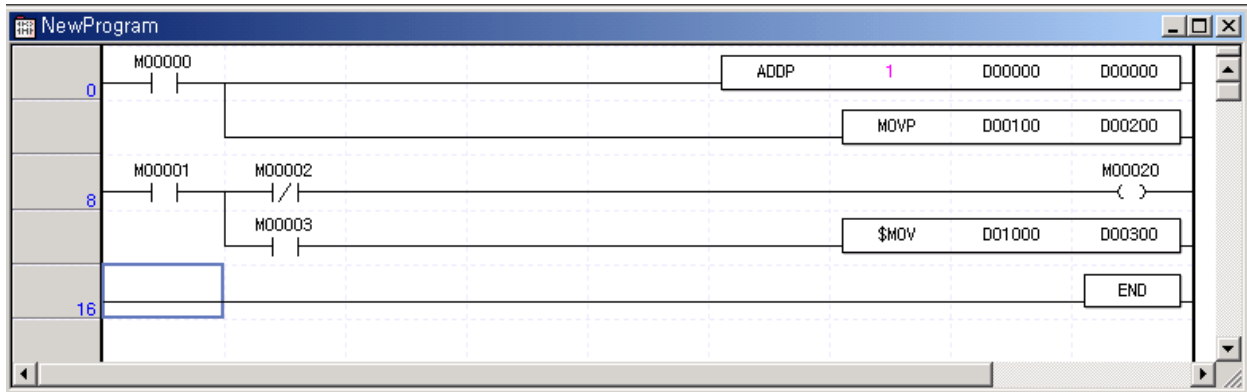 NewProgram
M00000
0
ADDP 1 D00000 D00000
MOVP D00100 D00200
M00001 M00002 M00020
8
M00003
$MOV D01000 D00300
END
16